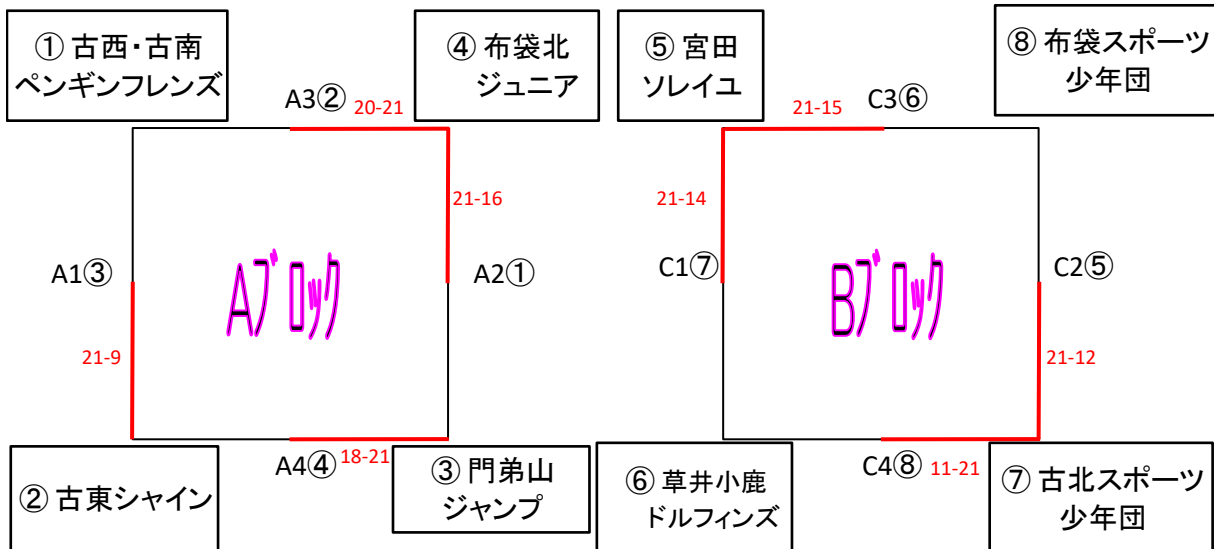 ① 古西・古南
ペンギンフレンズ
④ 布袋北
ジュニア
⑤ 宮田
ソレイユ
⑧ 布袋スポーツ
少年団
A3②
20-21
21-15
C3⑥
21-16
21-14
A1③
Aブロック
A2①
C1⑦
Bブロック
C2⑤
21-9
21-12
② 古東シャイン
A4④
18-21
③ 門弟山
ジャンプ
⑥ 草井小鹿
ドルフィンズ
C4⑧
11-21
⑦ 古北スポーツ
少年団